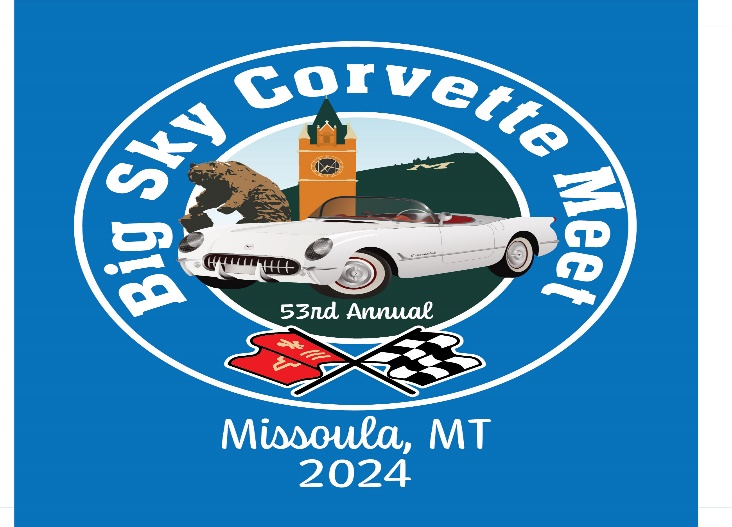 Big Sky Corvette Meet
M
53rd Annual
Missoula, MT
2024